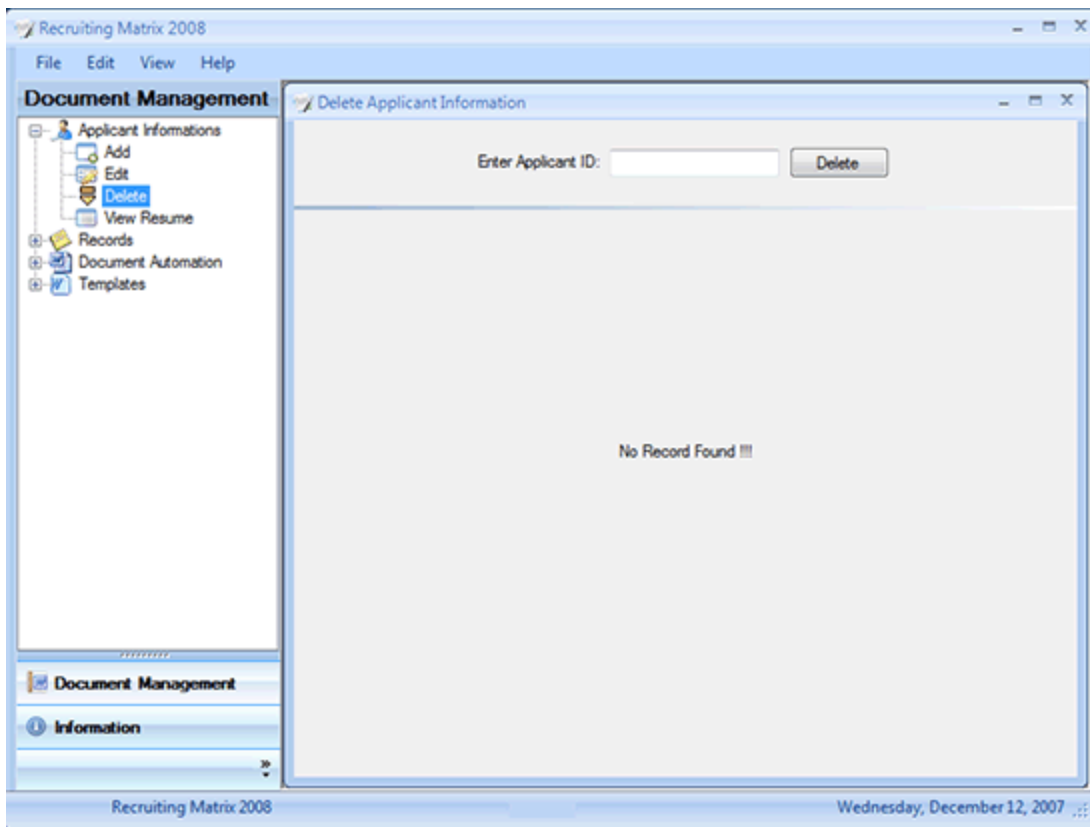 Recruiting Matrix 2008
File Edit View Help
Document Management
Applicant Informations
Add
Edit
Delete
View Resume
Records
Document Automation
Templates
Document Management
Information
Delete Applicant Information
Enter Applicant ID: Delete
No Record Found !!!
Recruiting Matrix 2008 Wednesday, December 12, 2007